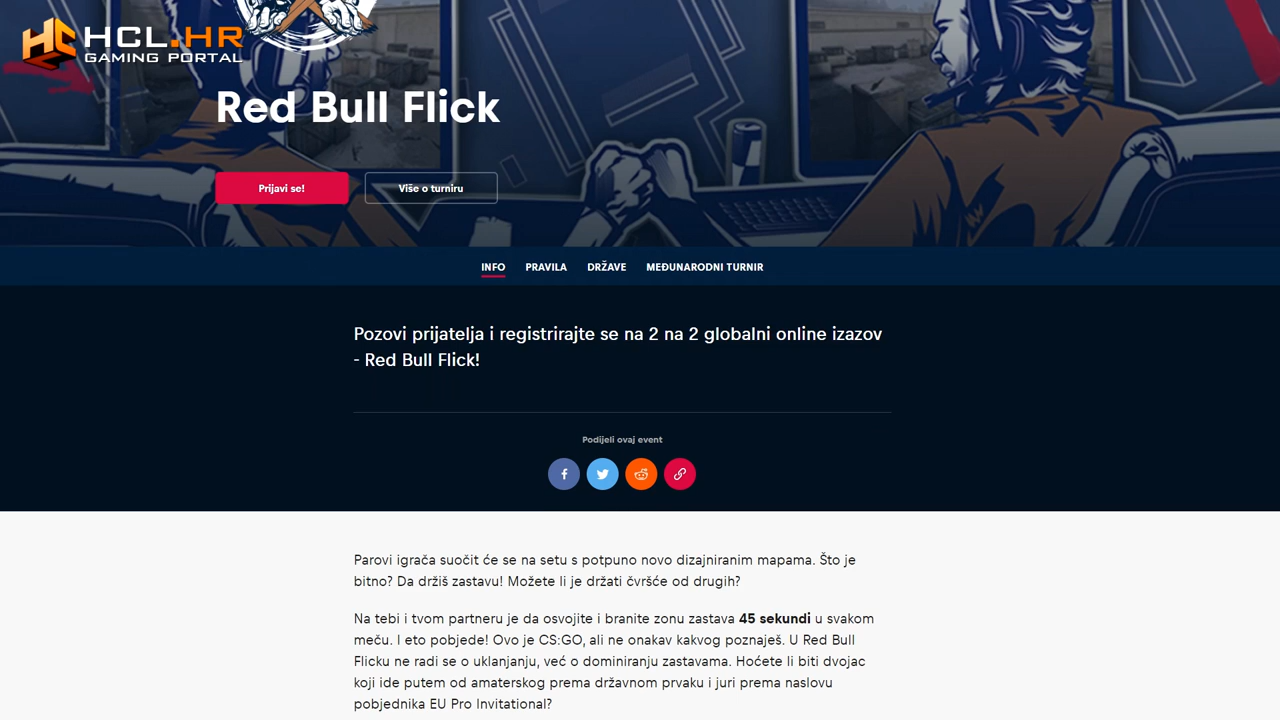 HCL.HR
GAMING PORTAL
Red Bull Flick
Prijavi se!
Više o turniru
INFO
PRAVILA
DRŽAVE
MEĐUNARODNI TURNIR
Pozovi prijatelja i registrirajte se na 2 na 2 globalni online izazov
- Red Bull Flick!
Podijeli ovaj event
Parovi igrača suočit će se na setu s potpuno novo dizajniranim mapama. Što je
bitno? Da držiš zastavu! Možete li je držati čvršće od drugih?
Na tebi i tvom partneru je da osvojite i branite zonu zastava 45 sekundi u svakom
meču. I eto pobjede! Ovo je CS:GO, ali ne onakav kakvog poznaješ. U Red Bull
Flicku ne radi se o uklanjanju, već o dominiranju zastavama. Hoćete li biti dvojac
koji ide putem od amaterskog prema državnom prvaku i juri prema naslovu
pobjednika EU Pro Invitational?